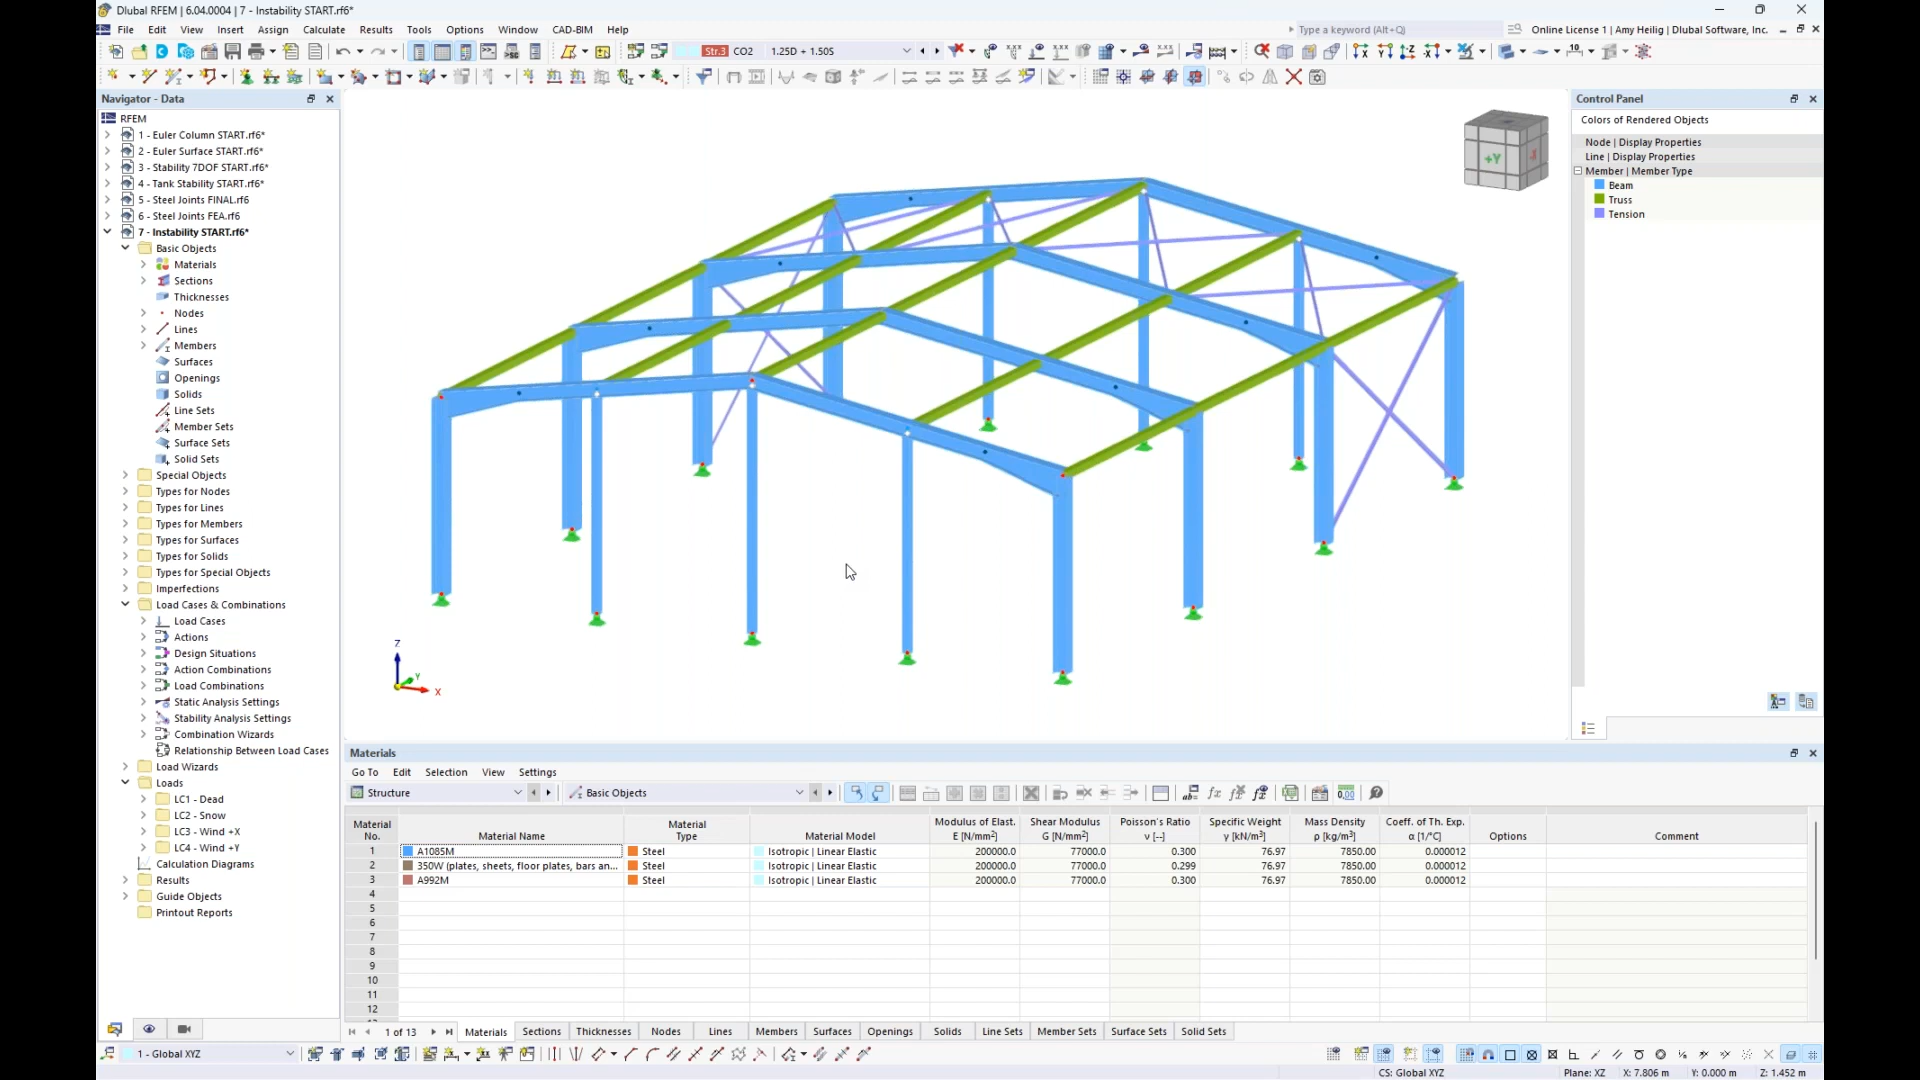 Dlubal RFEM | 6.04.0004 | 7 - Instability START.rf6*
File Edit View Insert Assign Calculate Results Tools Options Window CAD-BIM Help
Type a keyword (Alt+Q)
Online License 1 | Amy Heilig | Dlubal Software, Inc.
Str.3 CO2 1.25D + 1.50S
Navigator - Data
RFEM
1 - Euler Column START.rf6*
2 - Euler Surface START.rf6*
3 - Stability 7DOF START.rf6*
4 - Tank Stability START.rf6*
5 - Steel Joints FINAL.rf6
6 - Steel Joints FEA.rf6
7 - Instability START.rf6*
Basic Objects
Materials
Sections
Thicknesses
Nodes
Lines
Members
Surfaces
Openings
Solids
Line Sets
Member Sets
Surface Sets
Solid Sets
Special Objects
Types for Nodes
Types for Lines
Types for Members
Types for Surfaces
Types for Solids
Types for Special Objects
Imperfections
Load Cases & Combinations
Load Cases
Actions
Design Situations
Action Combinations
Load Combinations
Static Analysis Settings
Stability Analysis Settings
Combination Wizards
Relationship Between Load Cases
Load Wizards
Loads
LC1 - Dead
LC2 - Snow
LC3 - Wind +X
LC4 - Wind +Y
Calculation Diagrams
Results
Guide Objects
Printout Reports
+Y
Z
Y
X
Control Panel
Colors of Rendered Objects
Node | Display Properties
Line | Display Properties
Member | Member Type
Beam
Truss
Tension
Materials
Go To Edit Selection View Settings
Structure Basic Objects
Material No. Material Name Material Type Material Model Modulus of Elast. E [N/mm²] Shear Modulus G [N/mm²] Poisson's Ratio ν [--] Specific Weight γ [kN/m³] Mass Density ρ [kg/m³] Coeff. of Th. Exp. α [1/°C] Options Comment
1 A1085M Steel Isotropic | Linear Elastic 200000.0 77000.0 0.300 76.97 7850.00 0.000012
2 350W (plates, sheets, floor plates, bars an... Steel Isotropic | Linear Elastic 200000.0 77000.0 0.299 76.97 7850.00 0.000012
3 A992M Steel Isotropic | Linear Elastic 200000.0 77000.0 0.300 76.97 7850.00 0.000012
4
5
6
7
8
9
10
11
12
1 of 13 Materials Sections Thicknesses Nodes Lines Members Surfaces Openings Solids Line Sets Member Sets Surface Sets Solid Sets
1 - Global XYZ
CS: Global XYZ Plane: XZ X: 7.806 m Y: 0.000 m Z: 1.452 m